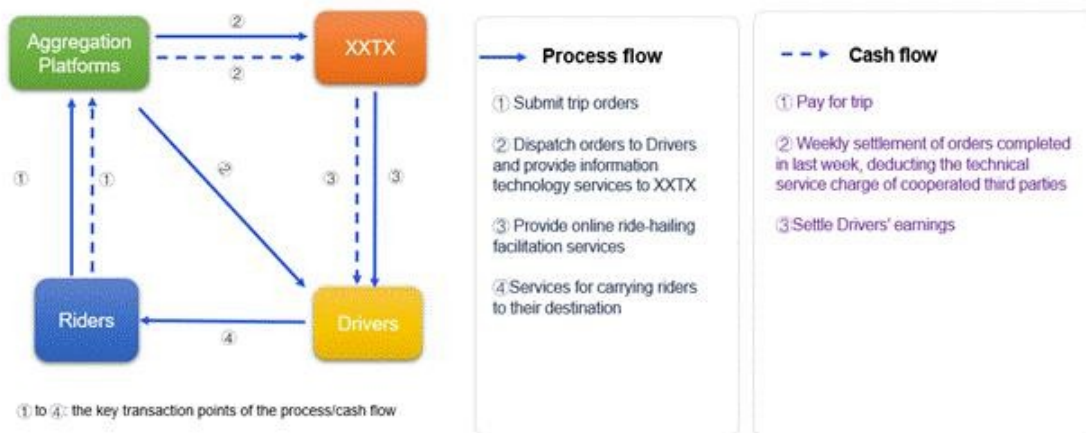 Aggregation
Platforms
②
②
XXTX
①
①
②
③
③
Riders
④
Drivers
① to ④: the key transaction points of the process/cash flow
Process flow
① Submit trip orders
② Dispatch orders to Drivers
and provide information
technology services to XXTX
③ Provide online ride-hailing
facilitation services
④Services for carrying riders
to their destination
Cash flow
① Pay for trip
② Weekly settlement of orders completed
in last week, deducting the technical
service charge of cooperated third parties
③Settle Drivers' earnings